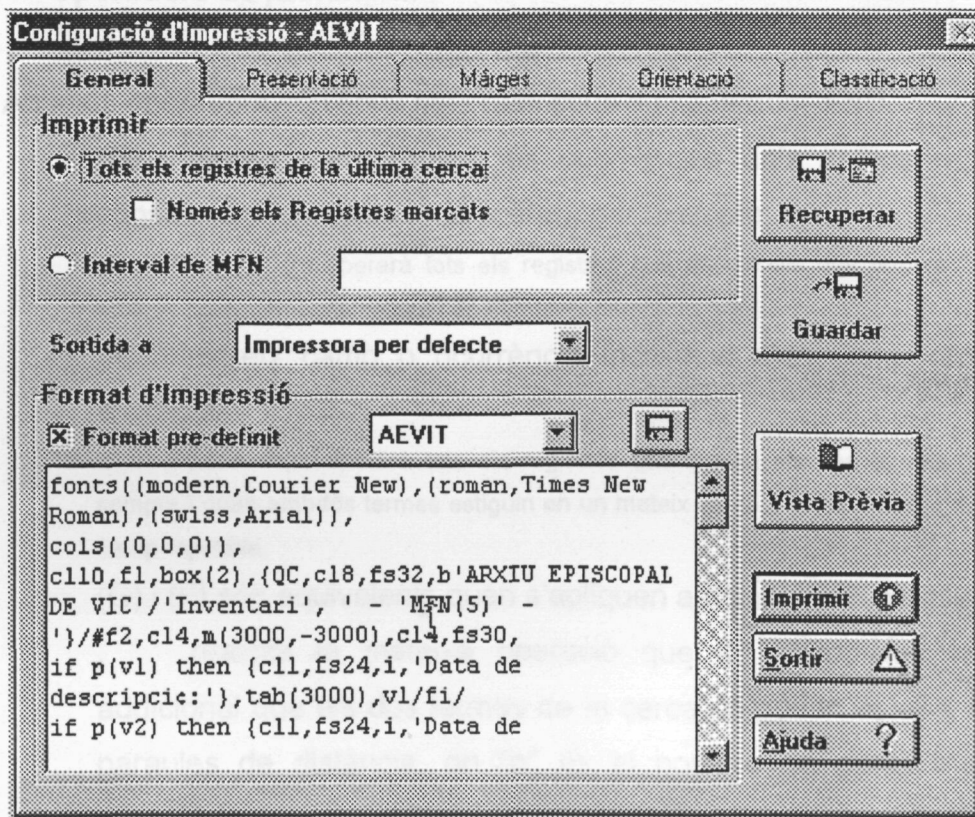 Configuració d'Impressió - AEVIT
General
Presentació
Márges
Orientació
Classificació
Imprimir
Tots els registres de la última cerca
Només els Registres marcats
Interval de MFN
Recuperar
Guardar
Sortida a
Impressora per defecte
Format d'Impressió
Format pre-definit
AEVIT
fonts((modern,Courier New),(roman,Times New
Roman),(swiss,Arial)),
cols((0,0,0)),
cl10,f1,box(2),{QC,cl8,fs32,b'ARXIU EPISCOPAL
DE VIC'/'Inventari', ' - 'MFN(5)' -
'}/#f2,cl4,m(3000,-3000),cl4,fs30,
if p(v1) then {cl1,fs24,i,'Data de
descripci¢:'},tab(3000),v1/fi/
if p(v2) then {cl1,fs24,i,'Data de
Vista Prèvia
Imprimir
Sortir
Ajuda ?